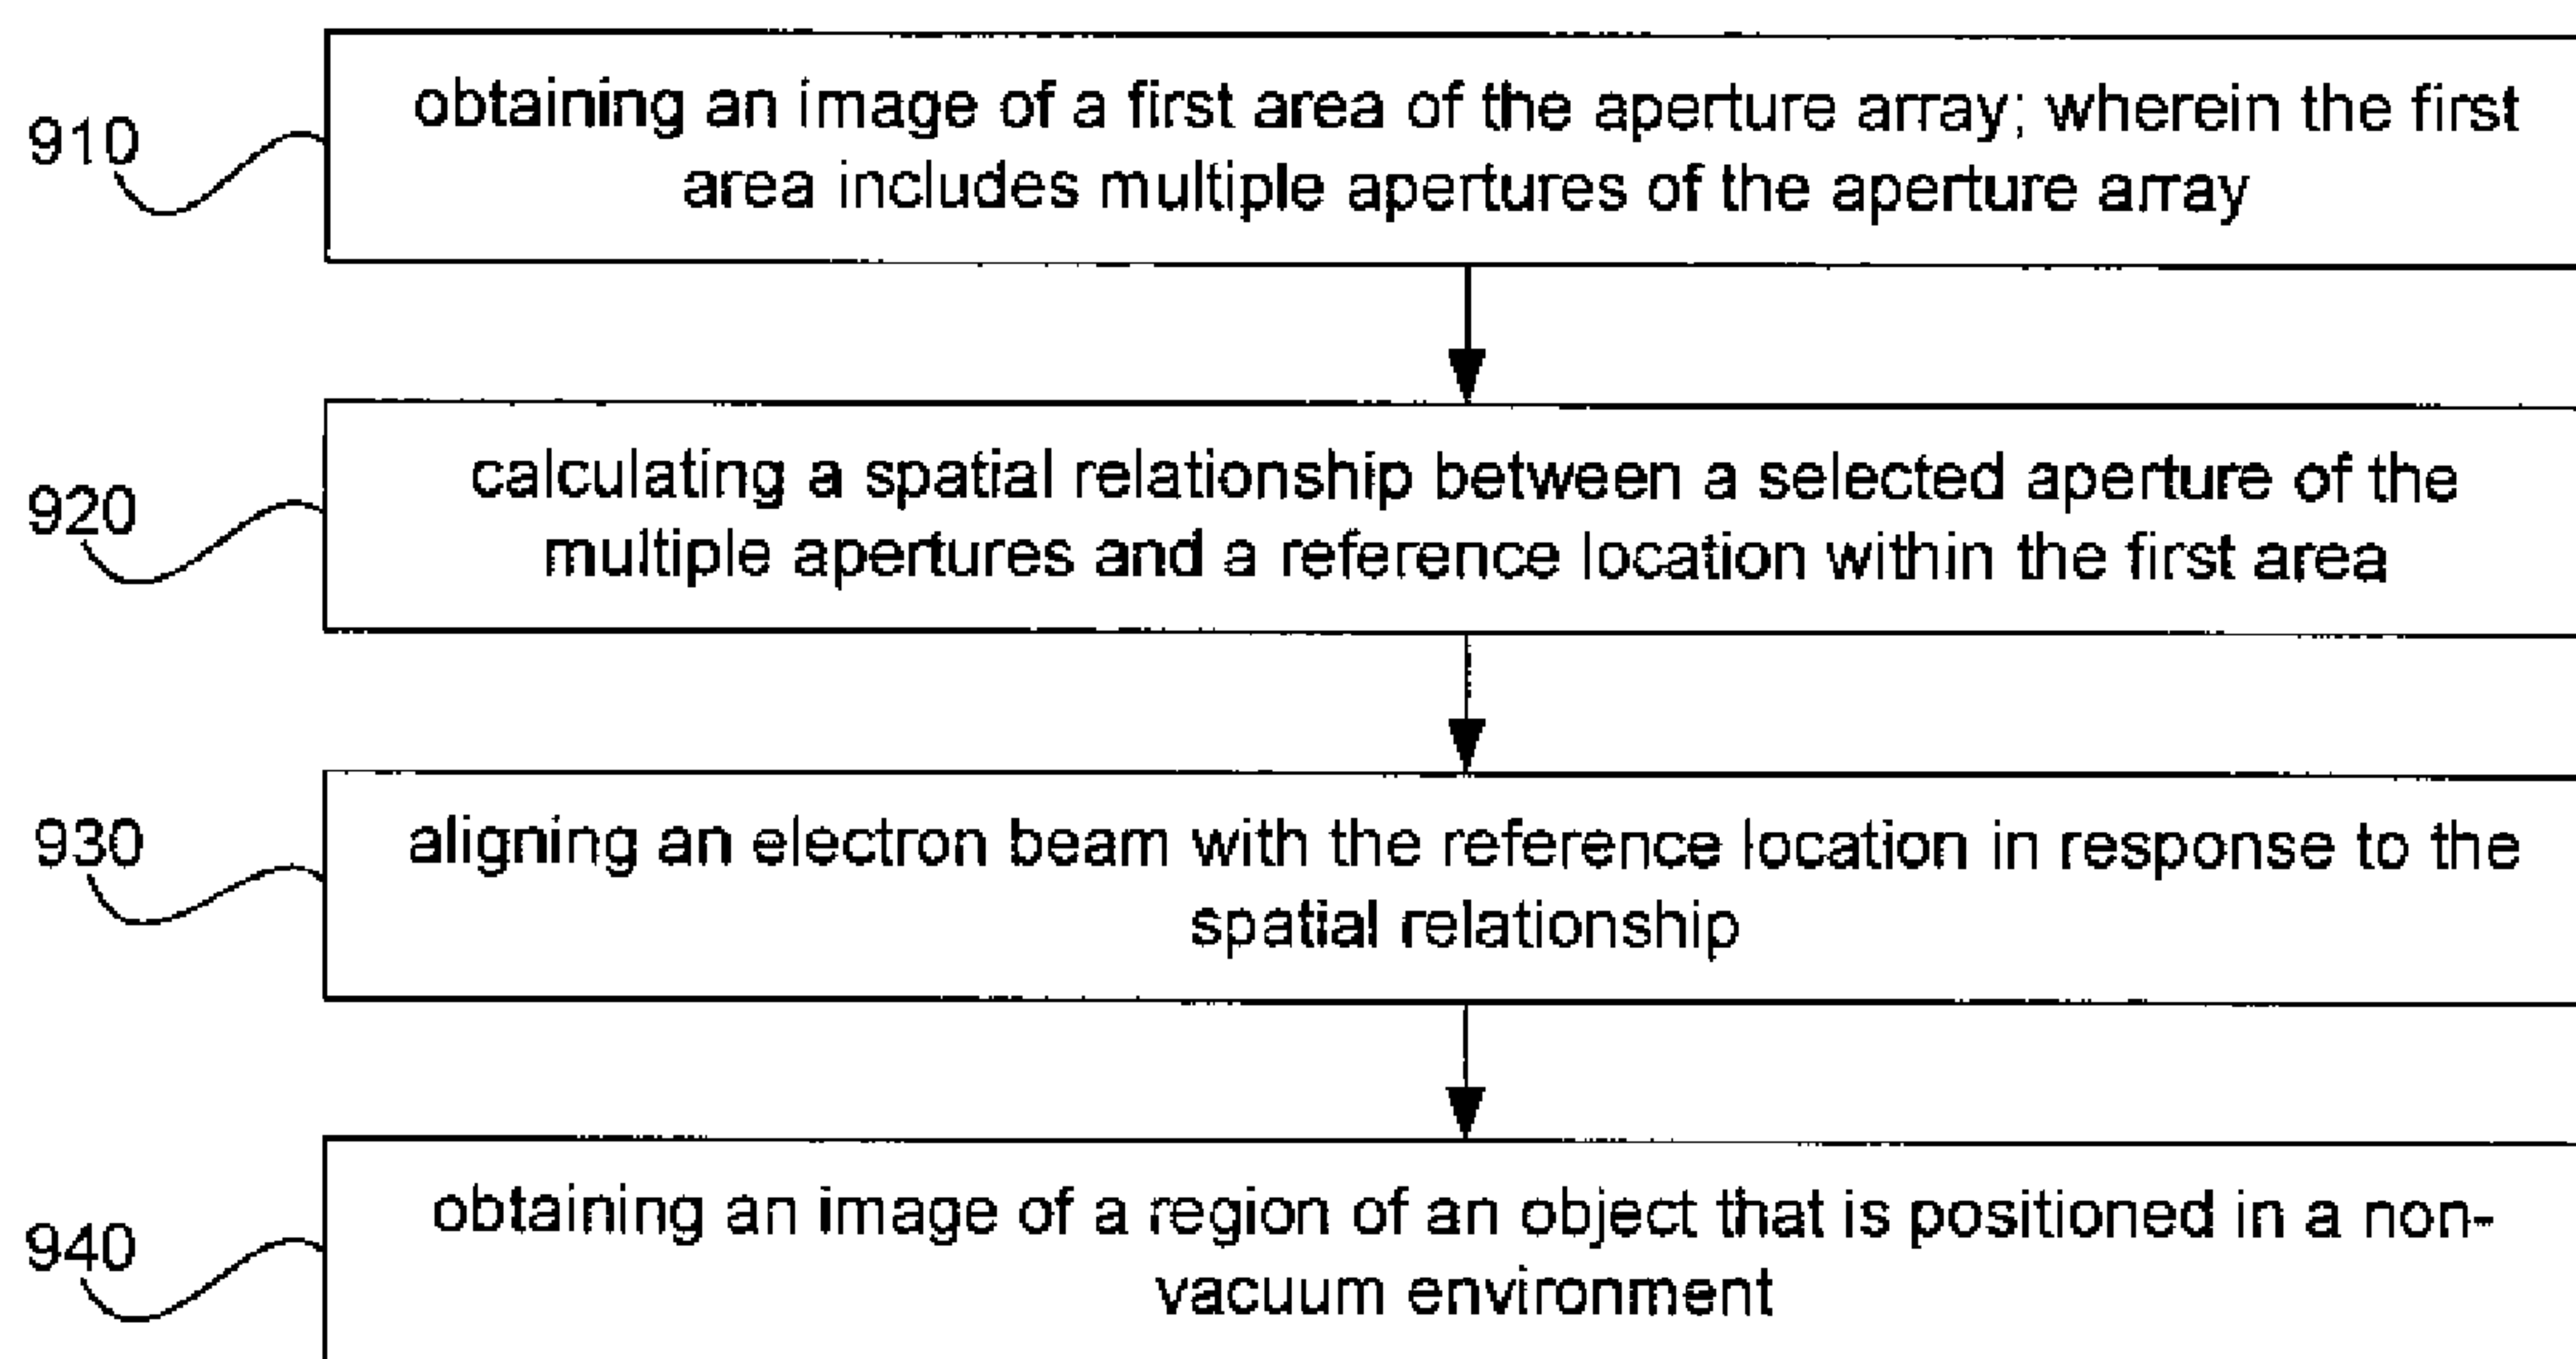 910
obtaining an image of a first area of the aperture array; wherein the first
area includes multiple apertures of the aperture array
920
calculating a spatial relationship between a selected aperture of the
multiple apertures and a reference location within the first area
930
aligning an electron beam with the reference location in response to the
spatial relationship
940
obtaining an image of a region of an object that is positioned in a non-
vacuum environment